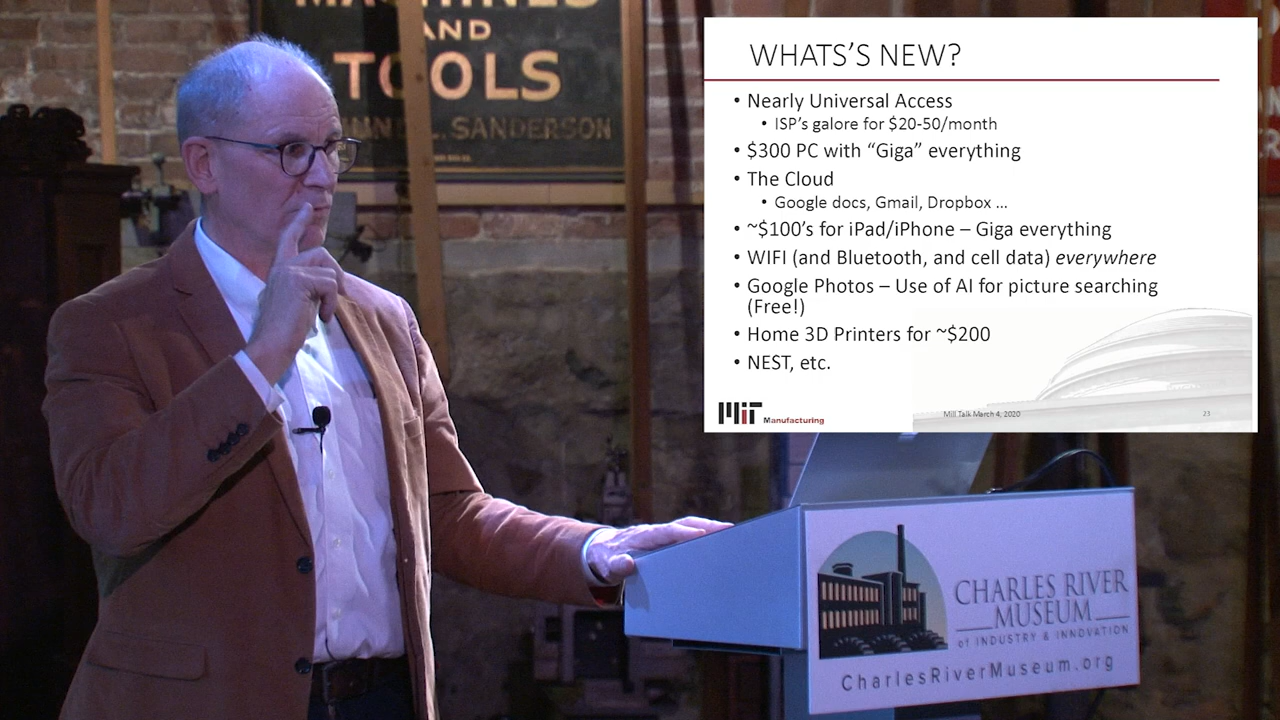 MACHINES
AND
TOOLS
L. SANDERSON
WHATS’S NEW?
• Nearly Universal Access
• ISP’s galore for $20-50/month
• $300 PC with “Giga” everything
• The Cloud
• Google docs, Gmail, Dropbox ...
• ~$100’s for iPad/iPhone – Giga everything
• WIFI (and Bluetooth, and cell data) everywhere
• Google Photos – Use of AI for picture searching
(Free!)
• Home 3D Printers for ~$200
• NEST, etc.
MiT Manufacturing
Mill Talk March 4, 2020
23
CHARLES RIVER
MUSEUM
of INDUSTRY & INNOVATION
CharlesRiverMuseum.org